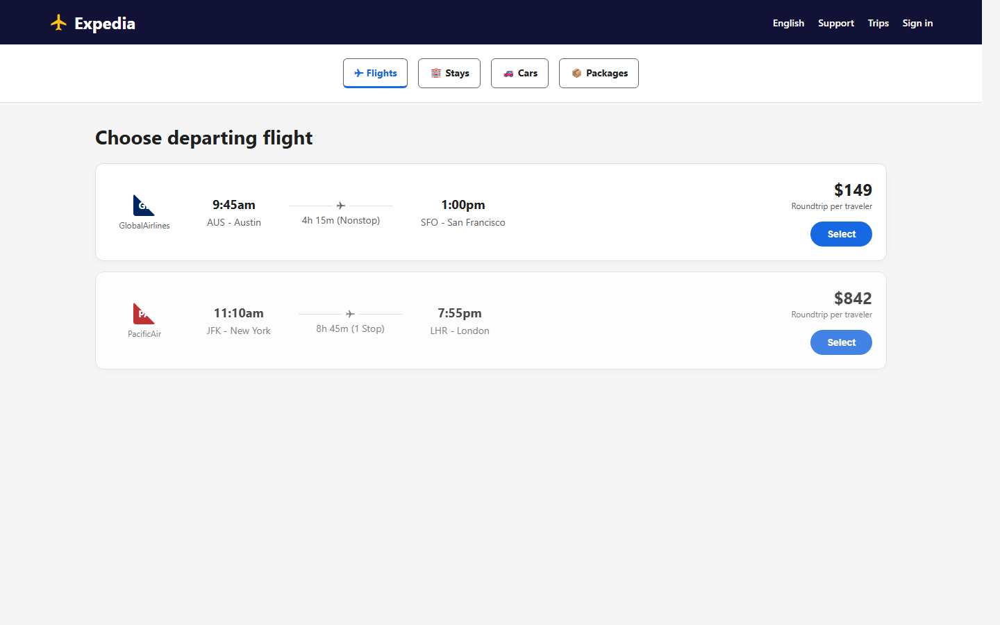 Expedia
English Support Trips Sign in
Flights Stays Cars Packages
Choose departing flight
GlobalAirlines
9:45am
AUS - Austin
4h 15m (Nonstop)
1:00pm
SFO - San Francisco
$149
Roundtrip per traveler
Select
PacificAir
11:10am
JFK - New York
8h 45m (1 Stop)
7:55pm
LHR - London
$842
Roundtrip per traveler
Select